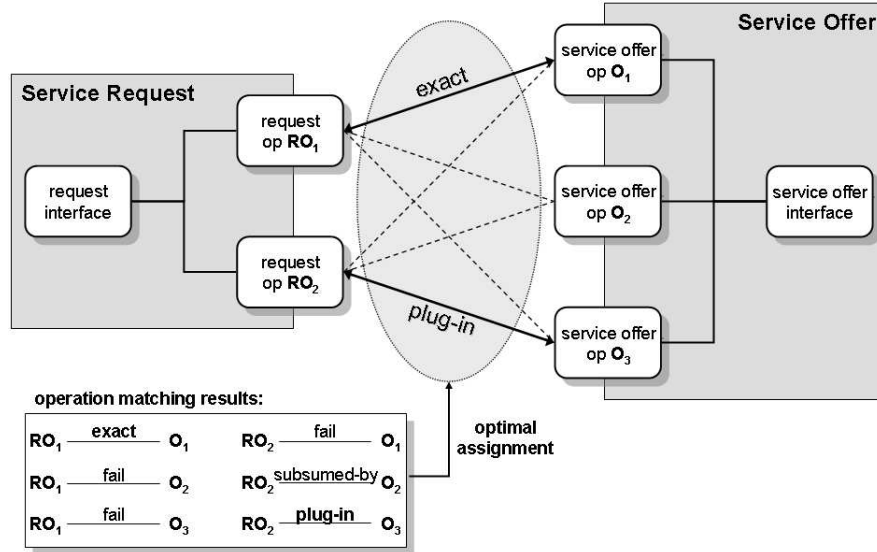 Service Request
Service Offer
request
interface
request
op RO₁
request
op RO₂
exact
plug-in
service offer
op O₁
service offer
op O₂
service offer
op O₃
service offer
interface
operation matching results:
RO₁ exact O₁
RO₂ fail O₁
RO₁ fail O₂
RO₂ subsumed-by O₂
RO₁ fail O₃
RO₂ plug-in O₃
optimal
assignment